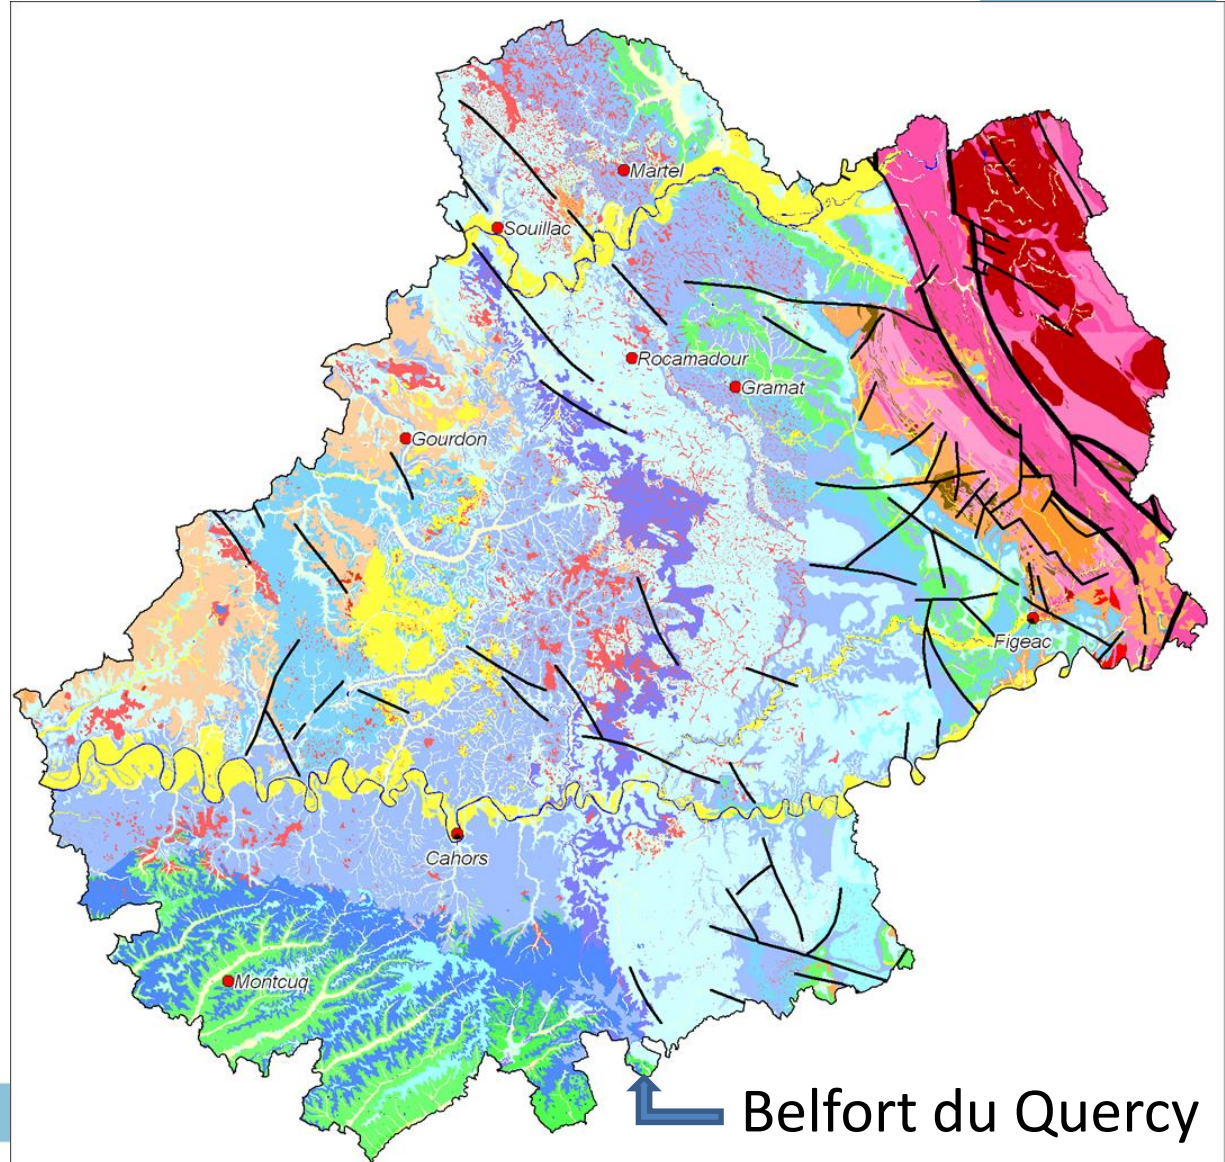 Martel
Souillac
Rocamadour
Gramat
Gourdon
Figeac
Cahors
Montcuq
Belfort du Quercy